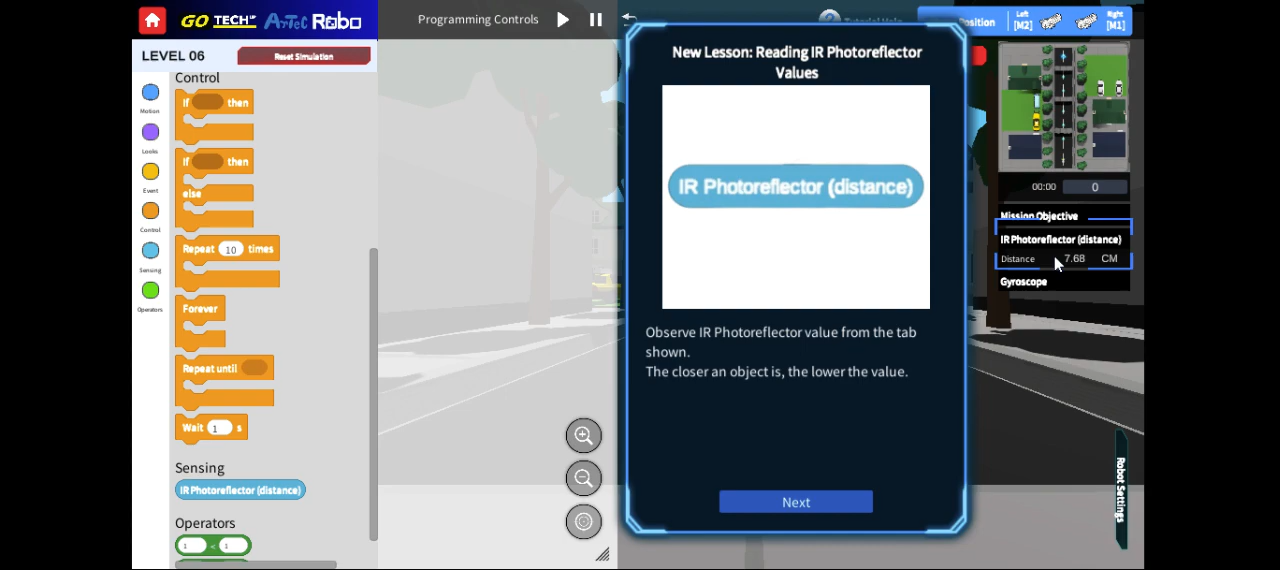 GO TECH ArTec Robo
Programming Controls
Tutorial Help
Position
Left
[M2]
Right
[M1]
LEVEL 06
Reset Simulation
Motion
Looks
Event
Control
Sensing
Operators
Control
If then
If then
else
Repeat 10 times
Forever
Repeat until
Wait 1 s
Sensing
IR Photoreflector (distance)
Operators
1 < 1
New Lesson: Reading IR Photoreflector
Values
IR Photoreflector (distance)
Observe IR Photoreflector value from the tab
shown.
The closer an object is, the lower the value.
Next
00:00 0
Mission Objective
IR Photoreflector (distance)
Distance 7.68 CM
Gyroscope
Robot Settings